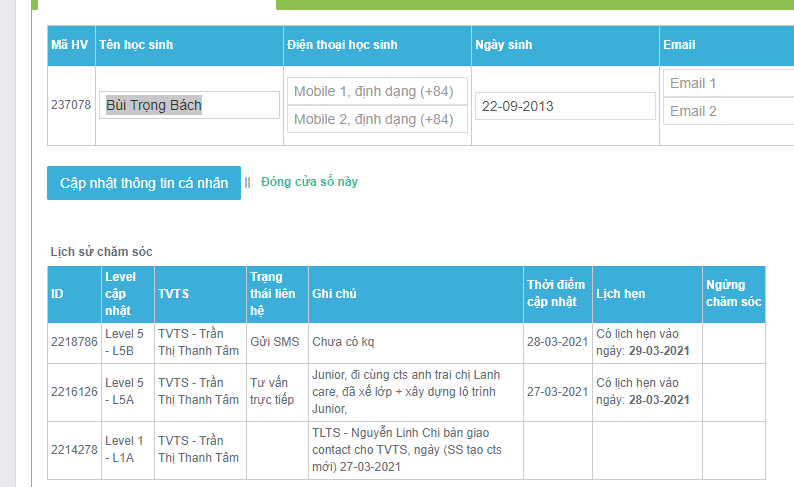 Mã HV Tên học sinh Điện thoại học sinh Ngày sinh Email
237078 Bùi Trọng Bách Mobile 1, định dạng (+84) 22-09-2013 Email 1
Mobile 2, định dạng (+84) Email 2
Cập nhật thông tin cá nhân || Đóng cửa sổ này
Lịch sử chăm sóc
ID Level cập nhật TVTS Trạng thái liên hệ Ghi chú Thời điểm cập nhật Lịch hẹn Ngừng chăm sóc
2218786 Level 5 - L5B TVTS - Trần Thị Thanh Tâm Gửi SMS Chưa có kq 28-03-2021 Có lịch hẹn vào ngày: 29-03-2021
2216126 Level 5 - L5A TVTS - Trần Thị Thanh Tâm Tư vấn trực tiếp Junior, đi cùng cts anh trai chị Lanh care, đã xế lớp + xây dựng lộ trình Junior, 27-03-2021 Có lịch hẹn vào ngày: 28-03-2021
2214278 Level 1 - L1A TVTS - Trần Thị Thanh Tâm TLTS - Nguyễn Linh Chi bàn giao contact cho TVTS, ngày (SS tạo cts mới) 27-03-2021